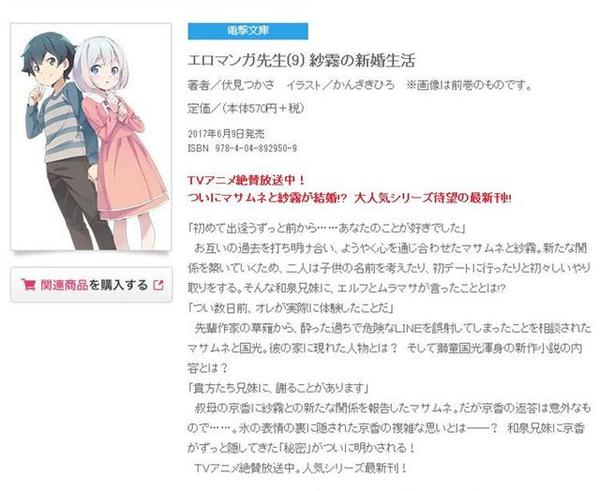 電撃文庫
エロマンガ先生(9) 紗霧の新婚生活
著者／伏見つかさ　イラスト／かんざきひろ　※画像は前巻のものです。
定価／（本体570円＋税）
2017年6月9日発売
ISBN 978-4-04-892950-9
TVアニメ絶賛放送中！
ついにマサムネと紗霧が結婚!?　大人気シリーズ待望の最新刊!!
「初めて出逢うずっと前から……あなたのことが好きでした」
　お互いの過去を打ち明け合い、ようやく心を通じ合わせたマサムネと紗霧。新たな関
係を築いていくため、二人は子供の名前を考えたり、初デートに行ったりと初々しいやり
取りをする。そんな和泉兄妹に、エルフとムラマサが言ったこととは!?
「つい数日前、オレが実際に体験したことだ」
　先輩作家の草薙から、酔った過ちで危険なLINEを誤射してしまったことを相談された
マサムネと国光。彼の家に現れた人物とは？　そして獅童国光渾身の新作小説の内
容とは？
「貴方たち兄妹に、謝ることがあります」
　叔母の京香に紗霧との新たな関係を報告したマサムネ。だが京香の返答は意外なも
ので……。氷の表情の裏に隠された京香の複雑な思いとは――？　和泉兄妹に京香
がずっと隠してきた「秘密」がついに明かされる！
　TVアニメ絶賛放送中。人気シリーズ最新刊！
関連商品を購入する